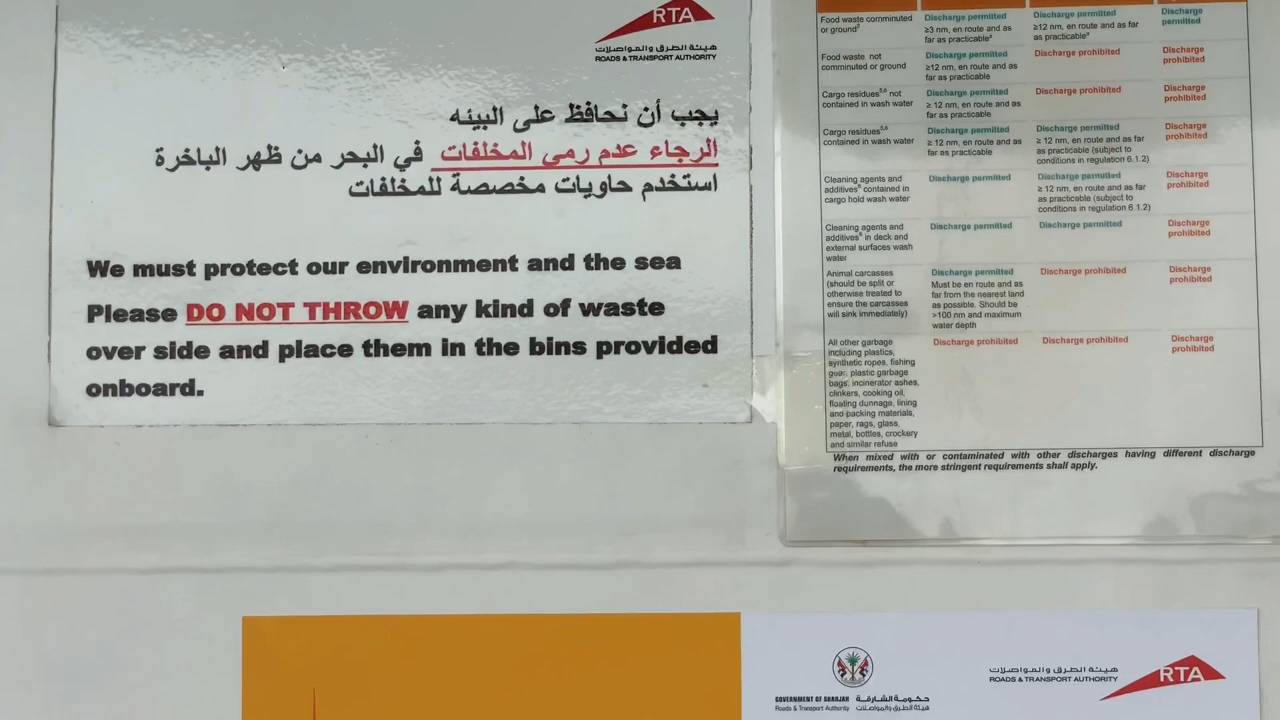 RTA
هيئة الطرق والمواصلات
ROADS & TRANSPORT AUTHORITY
يجب أن نحافظ على البيئه
الرجاء عدم رمي المخلفات في البحر من ظهر الباخرة
استخدم حاويات مخصصة للمخلفات
We must protect our environment and the sea
Please DO NOT THROW any kind of waste
over side and place them in the bins provided
onboard.
Food waste comminuted
or ground²
Discharge permitted
≥3 nm, en route and as
far as practicable
Discharge permitted
≥12 nm, en route and as far
as practicable
Discharge
permitted
Food waste not
comminuted or ground
Discharge permitted
≥12 nm, en route and as
far as practicable
Discharge prohibited
Discharge
prohibited
Cargo residues⁵,⁶ not
contained in wash water
Discharge permitted
≥ 12 nm, en route and as
far as practicable
Discharge prohibited
Discharge
prohibited
Cargo residues⁵,⁶
contained in wash water
Discharge permitted
≥ 12 nm, en route and as
far as practicable
Discharge permitted
≥ 12 nm, en route and as far
as practicable (subject to
conditions in regulation 6.1.2)
Discharge
prohibited
Cleaning agents and
additives⁶ contained in
cargo hold wash water
Discharge permitted
Discharge permitted
≥ 12 nm, en route and as far
as practicable (subject to
conditions in regulation 6.1.2)
Discharge
prohibited
Cleaning agents and
additives⁶ in deck and
external surfaces wash
water
Discharge permitted
Discharge permitted
Discharge
prohibited
Animal carcasses
(should be split or
otherwise treated to
ensure the carcasses
will sink immediately)
Discharge permitted
Must be en route and as
far from the nearest land
as possible. Should be
>100 nm and maximum
water depth
Discharge prohibited
Discharge
prohibited
All other garbage
including plastics,
synthetic ropes, fishing
gear, plastic garbage
bags, incinerator ashes,
clinkers, cooking oil,
floating dunnage, lining
and packing materials,
paper, rags, glass,
metal, bottles, crockery
and similar refuse
Discharge prohibited
Discharge prohibited
Discharge
prohibited
When mixed with or contaminated with other discharges having different discharge
requirements, the more stringent requirements shall apply.
GOVERNMENT OF SHARJAH
Roads & Transport Authority
حكومة الشارقة
هيئة الطرق والمواصلات
هيئة الطرق والمواصلات
ROADS & TRANSPORT AUTHORITY
RTA